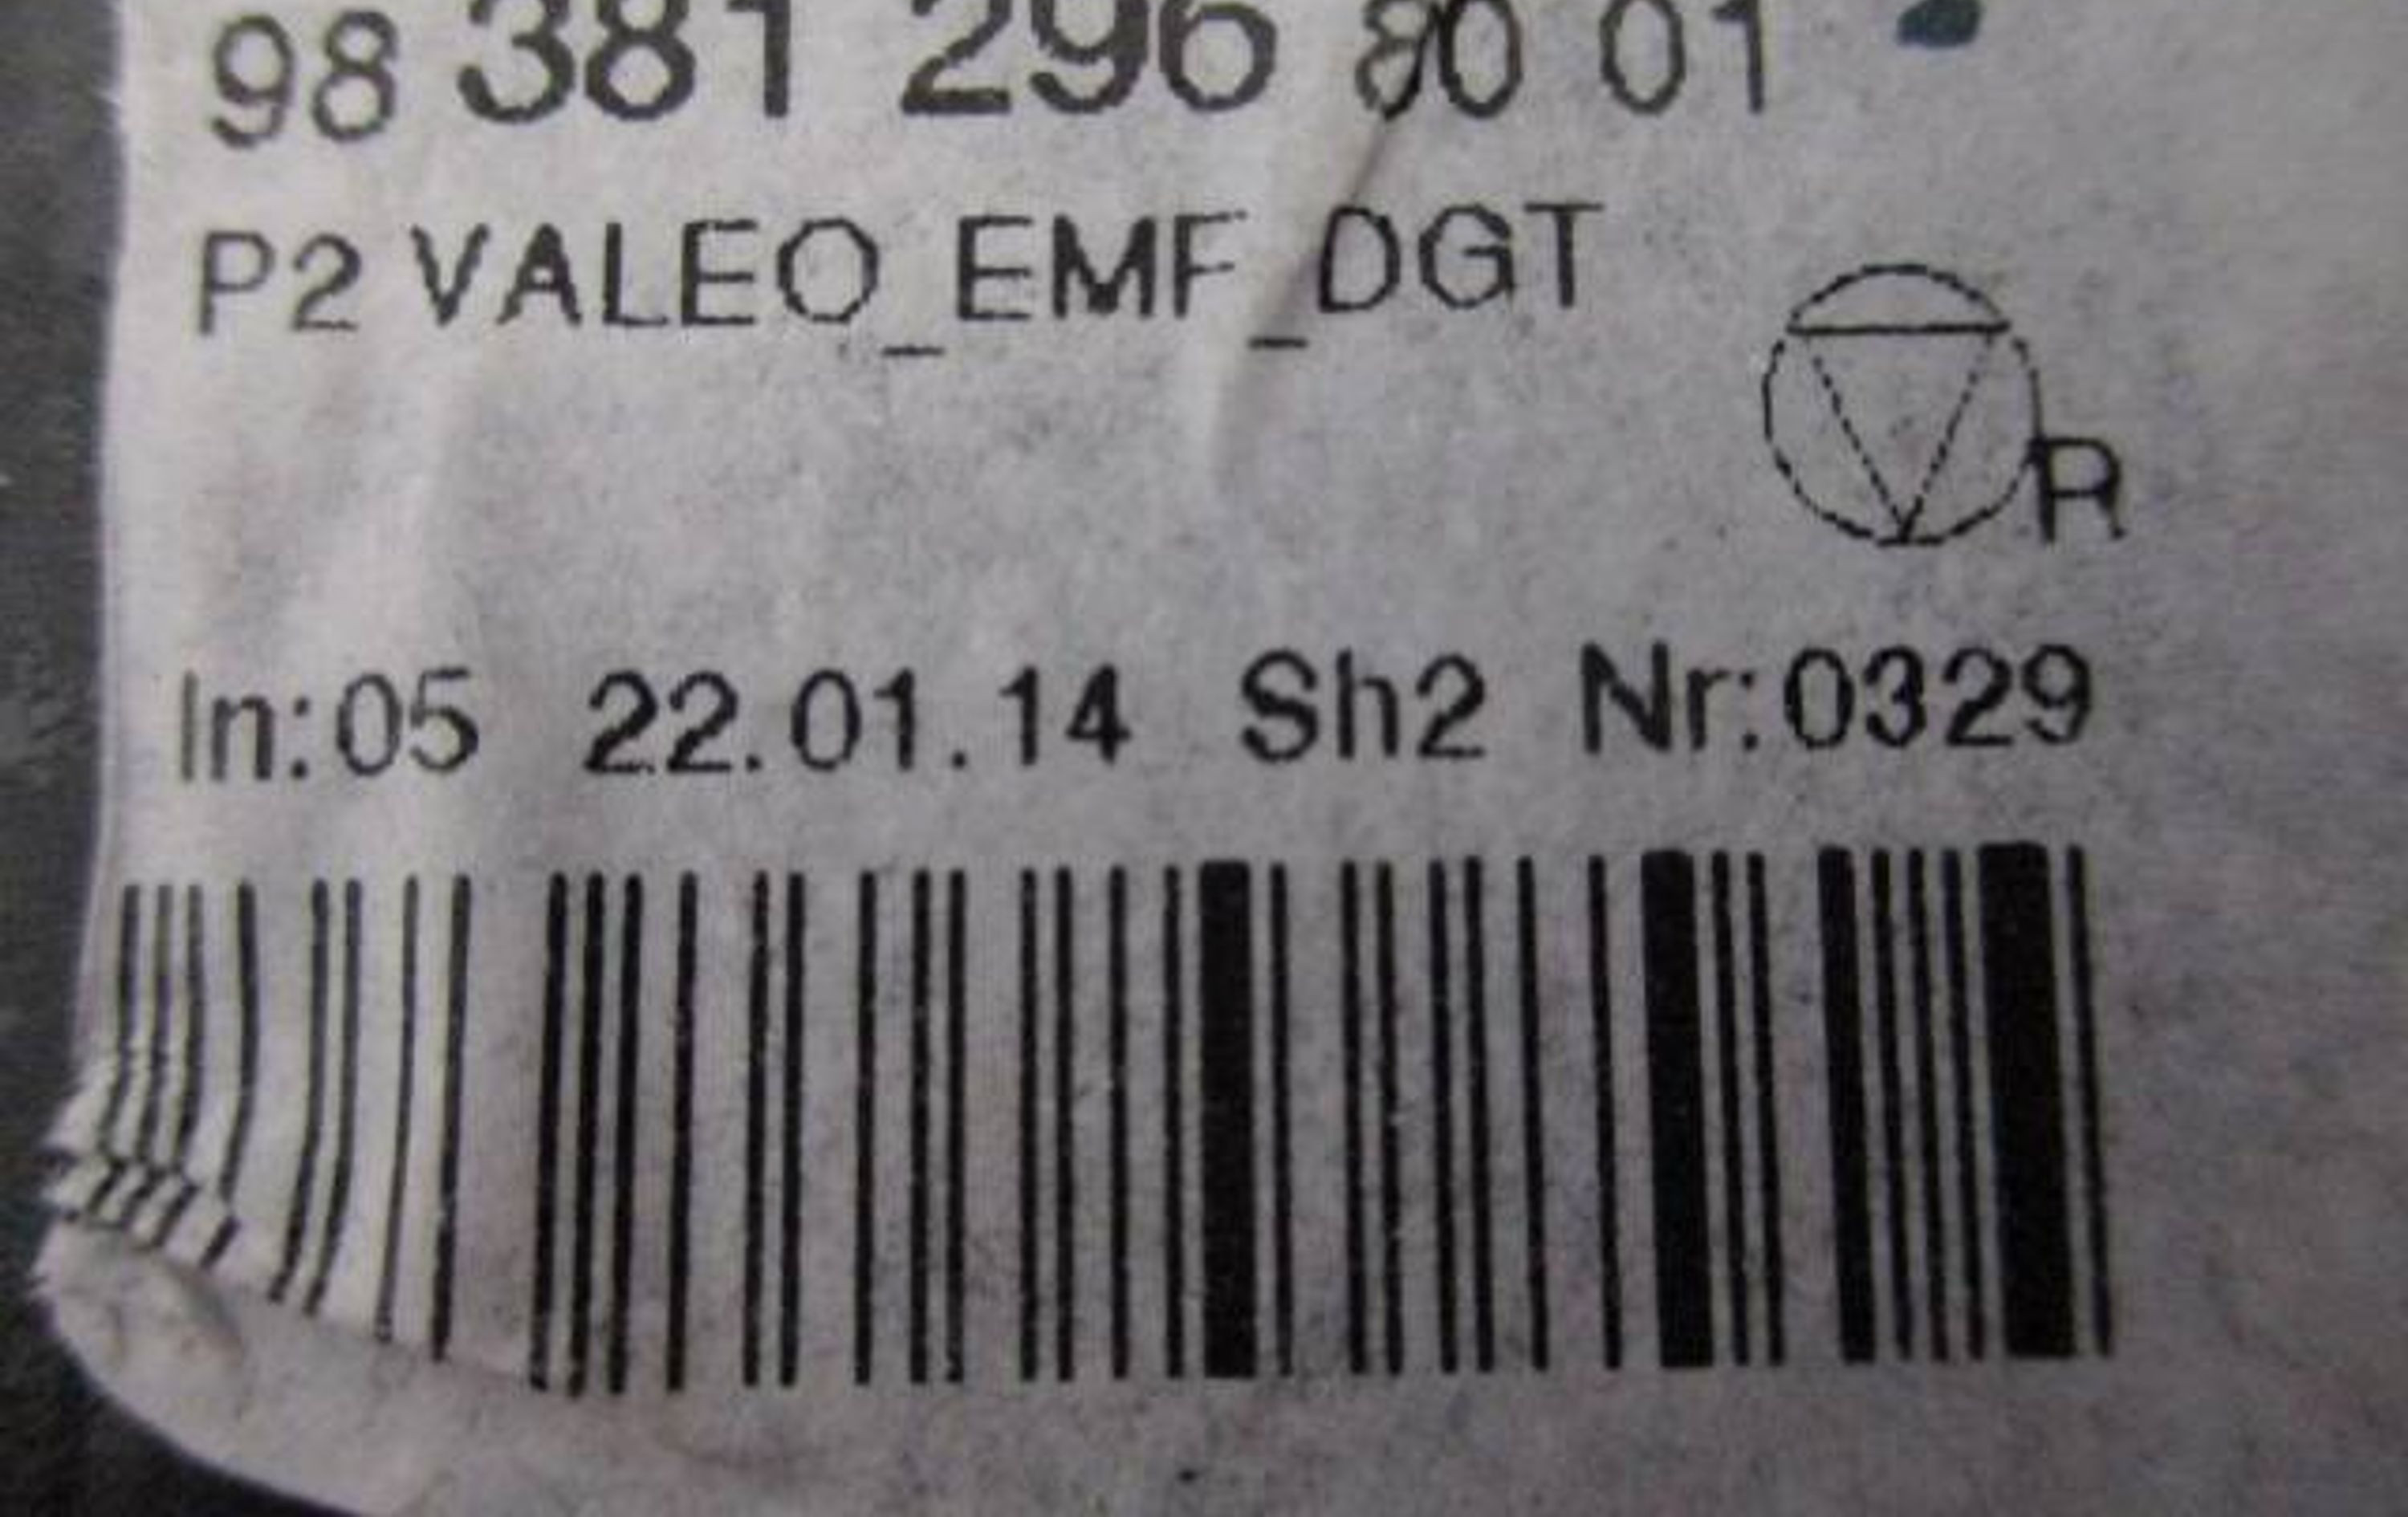 98 381 296 80 01
P2 VALEO_EMF_DGT
R
In:05 22.01.14 Sh2 Nr:0329